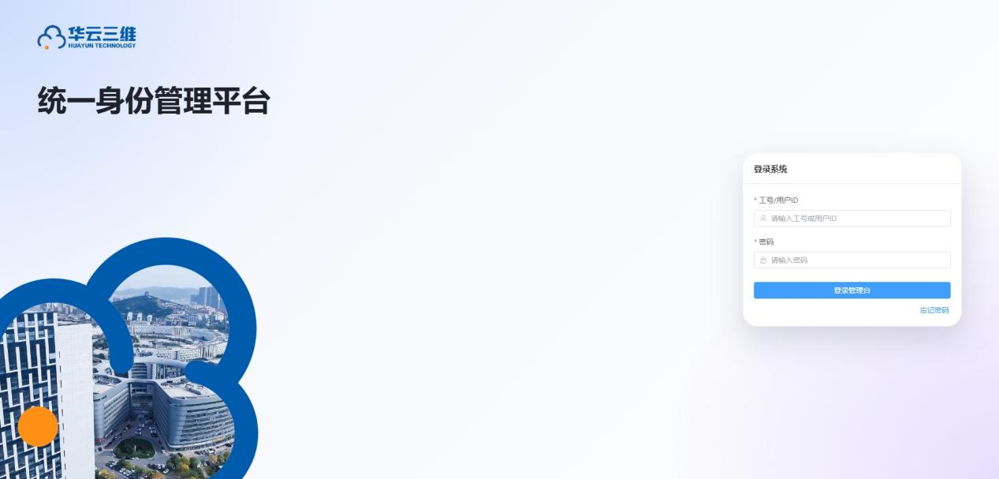 华云三维
HUAYUN TECHNOLOGY
统一身份管理平台
登录系统
* 工号/用户ID
请输入工号或用户ID
* 密码
请输入密码
登录管理台
忘记密码